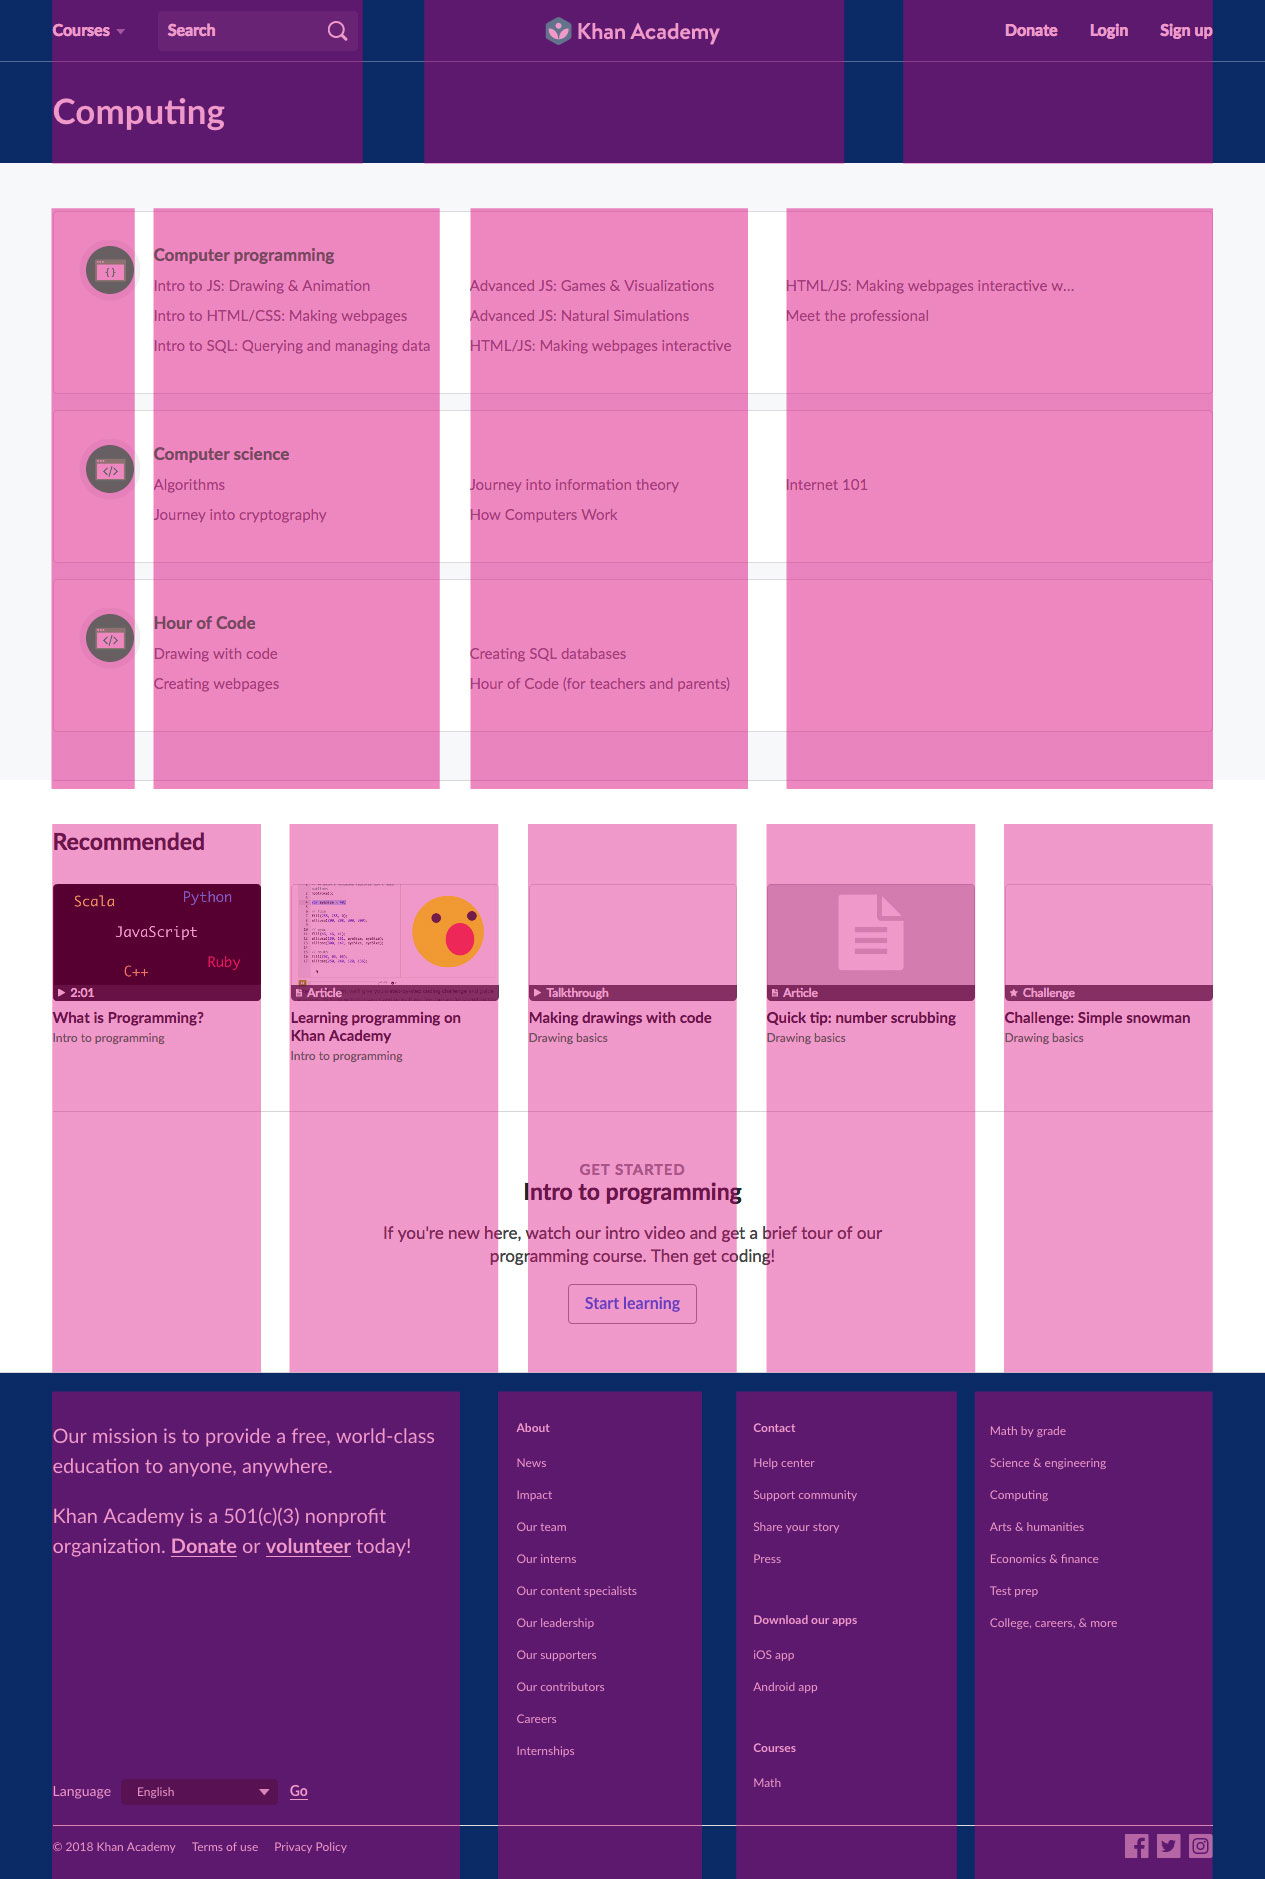 Courses
Search
Khan Academy
Donate
Login
Sign up
Computing
Computer programming
Intro to JS: Drawing & Animation
Advanced JS: Games & Visualizations
HTML/JS: Making webpages interactive w...
Intro to HTML/CSS: Making webpages
Advanced JS: Natural Simulations
Meet the professional
Intro to SQL: Querying and managing data
HTML/JS: Making webpages interactive
Computer science
Algorithms
Journey into information theory
Internet 101
Journey into cryptography
How Computers Work
Hour of Code
Drawing with code
Creating SQL databases
Creating webpages
Hour of Code (for teachers and parents)
Recommended
Scala
Python
JavaScript
C++
Ruby
2:01
Article
Talkthrough
Article
Challenge
What is Programming?
Intro to programming
Learning programming on
Khan Academy
Intro to programming
Making drawings with code
Drawing basics
Quick tip: number scrubbing
Drawing basics
Challenge: Simple snowman
Drawing basics
GET STARTED
Intro to programming
If you're new here, watch our intro video and get a brief tour of our
programming course. Then get coding!
Start learning
Our mission is to provide a free, world-class
education to anyone, anywhere.
Khan Academy is a 501(c)(3) nonprofit
organization. Donate or volunteer today!
About
News
Impact
Our team
Our interns
Our content specialists
Our leadership
Our supporters
Our contributors
Careers
Internships
Contact
Help center
Support community
Share your story
Press
Download our apps
iOS app
Android app
Courses
Math
Math by grade
Science & engineering
Computing
Arts & humanities
Economics & finance
Test prep
College, careers, & more
Language
English
Go
© 2018 Khan Academy
Terms of use
Privacy Policy